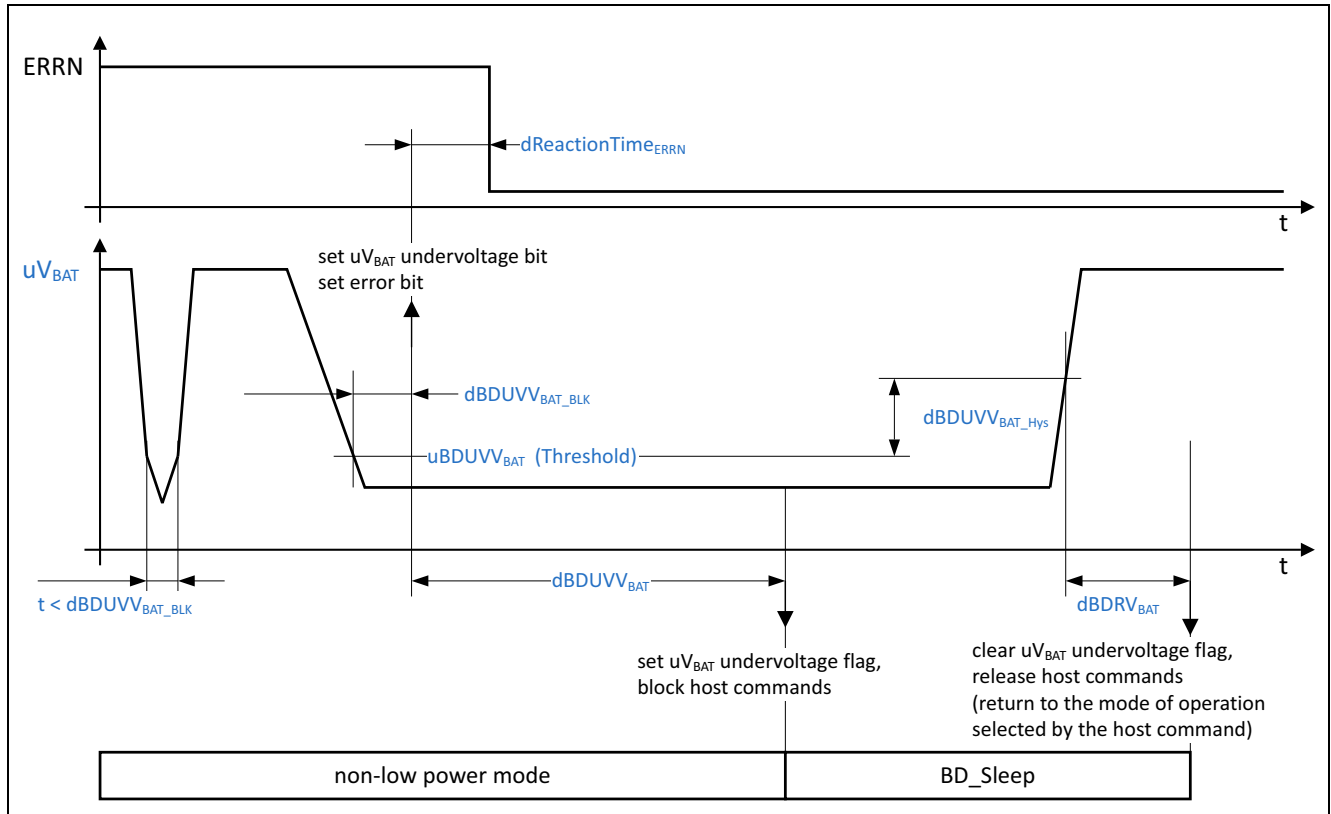 ERRN
dReactionTimeERRN
t
set uVBAT undervoltage bit
set error bit
uVBAT
dBDUVVBAT_BLK
dBDUVVBAT_Hys
uBDUVVBAT (Threshold)
t
dBDUVVBAT
t < dBDUVVBAT_BLK
dBDRVBAT
set uVBAT undervoltage flag,
block host commands
clear uVBAT undervoltage flag,
release host commands
(return to the mode of operation
selected by the host command)
non-low power mode
BD_Sleep